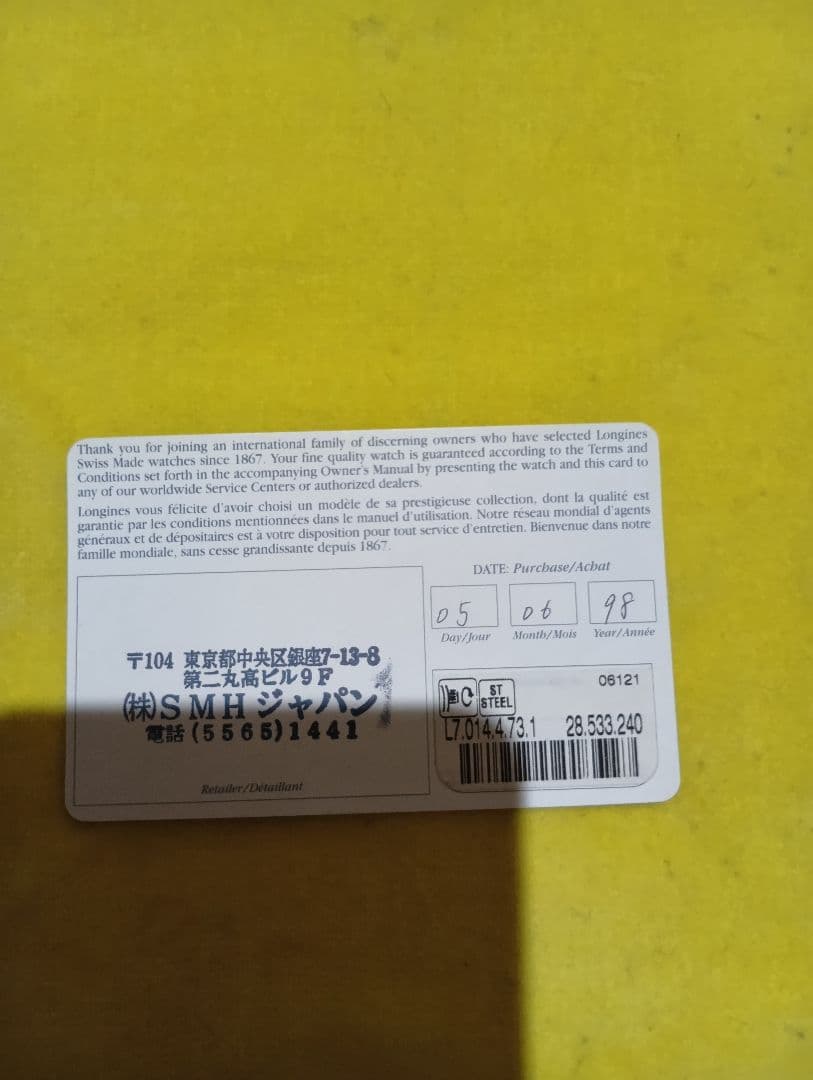 Thank you for joining an international family of discerning owners who have selected Longines
Swiss Made watches since 1867. Your fine quality watch is guaranteed according to the Terms and
Conditions set forth in the accompanying Owner's Manual by presenting the watch and this card to
any of our worldwide Service Centers or authorized dealers.
Longines vous félicite d'avoir choisi un modèle de sa prestigieuse collection, dont la qualité est
garantie par les conditions mentionnées dans le manuel d'utilisation. Notre réseau mondial d'agents
généraux et de dépositaires est à votre disposition pour tout service d'entretien. Bienvenue dans notre
famille mondiale, sans cesse grandissante depuis 1867.
DATE: Purchase/Achat
05 06 98
Day/Jour Month/Mois Year/Année
〒104 東京都中央区銀座7-13-8
第二丸高ビル9F
(株)SMHジャパン
電話(5565)1441
Retailer/Détaillant
06121
ST
STEEL
L7.014.4.73.1 28.533.240